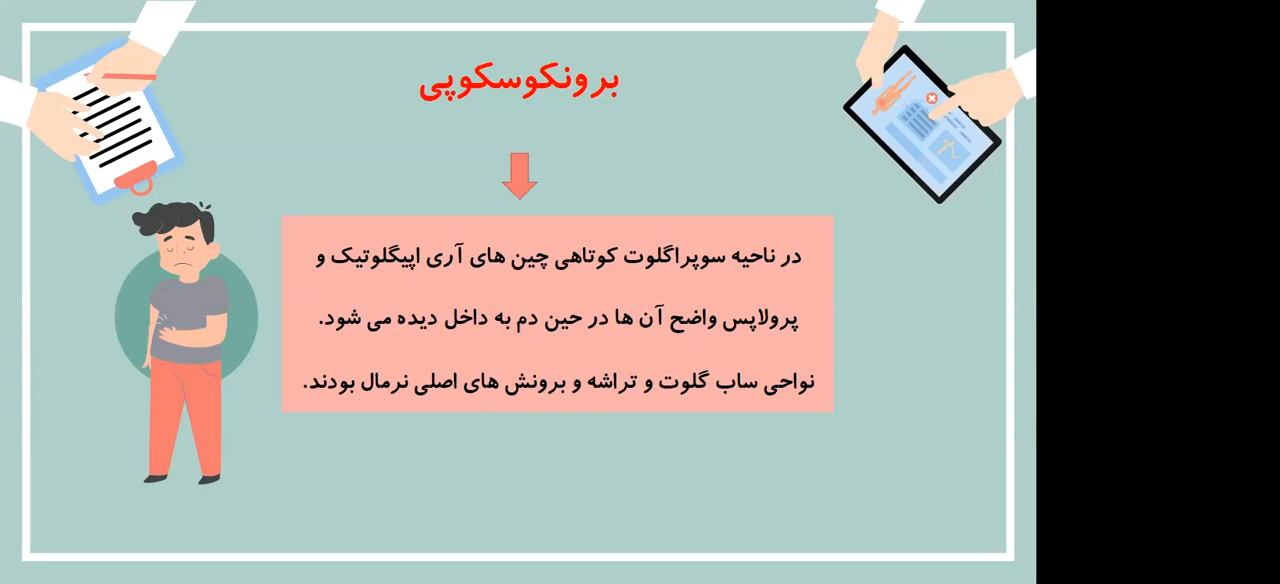 برونکوسکوپی
در ناحیه سوپراگلوت کوتاهی چین های آری اپیگلوتیک و
پرولاپس واضح آن ها در حین دم به داخل دیده می شود.
نواحی ساب گلوت و تراشه و برونش های اصلی نرمال بودند.